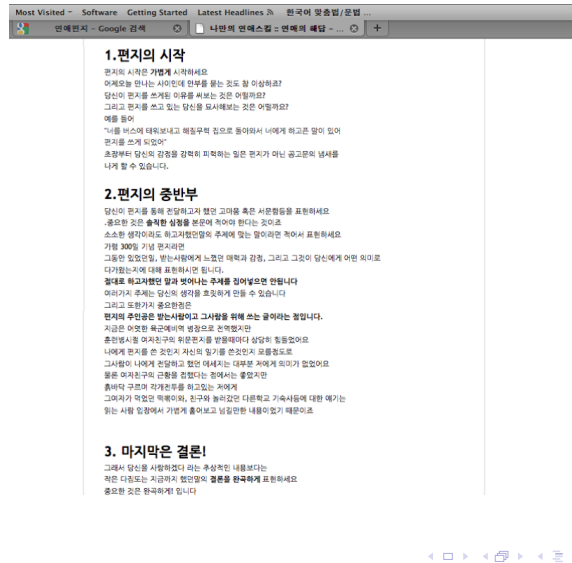 Most Visited Software Getting Started Latest Headlines 한국어 맞춤법/문법 ...
연애편지 - Google 검색 나만의 연애스킬 :: 연애의 해답 - ... +
1.편지의 시작
편지의 시작은 가볍게 시작하세요
어제오늘 만나는 사이인데 안부를 묻는 것도 참 이상하죠?
당신이 편지를 쓰게된 이유를 써보는 것은 어떨까요?
그리고 편지를 쓰고 있는 당신을 묘사해보는 것은 어떨까요?
예를 들어
"너를 버스에 태워보내고 해질무렵 집으로 돌아와서 너에게 하고픈 말이 있어
편지를 쓰게 되었어"
초장부터 당신의 감정을 강력히 피력하는 일은 편지가 아닌 광고문의 냄새를
나게 할 수 있습니다.
2.편지의 중반부
당신이 편지를 통해 전달하고자 했던 고마움 혹은 서운함등을 표현하세요
.중요한 것은 솔직한 심정을 본문에 적어야 한다는 것이죠
소소한 생각이라도 하고자했던말의 주제에 맞는 말이라면 적어서 표현하세요
가령 300일 기념 편지라면
그동안 있었던일, 받는사람에게 느꼈던 매력과 감정, 그리고 그것이 당신에게 어떤 의미로
다가왔는지에 대해 표현하시면 됩니다.
절대로 하고자했던 말과 벗어나는 주제를 집어넣으면 안됩니다
여러가지 주제는 당신의 생각을 흐릿하게 만들 수 있습니다
그리고 또한가지 중요한점은
편지의 주인공은 받는사람이고 그사람을 위해 쓰는 글이라는 점입니다.
지금은 어엿한 육군예비역 병장으로 전역했지만
훈련병시절 여자친구의 위문편지를 받을때마다 상당히 힘들었어요
나에게 편지를 쓴 것인지 자신의 일기를 쓴것인지 모를정도로
그사람이 나에게 전달하고 했던 메세지는 대부분 저에게 의미가 없었어요
물론 여자친구의 근황을 접했다는 점에서는 좋았지만
흙바닥 구르며 각개전투를 하고있는 저에게
그여자가 먹었던 떡볶이와, 친구와 놀러갔던 다른학교 기숙사등에 대한 얘기는
읽는 사람 입장에서 가볍게 훑어보고 넘길만한 내용이었기 때문이죠
3. 마지막은 결론!
그래서 당신을 사랑하겠다 라는 추상적인 내용보다는
작은 다짐또는 지금까지 했던말의 결론을 완곡하게 표현하세요
중요한 것은 완곡하게! 입니다